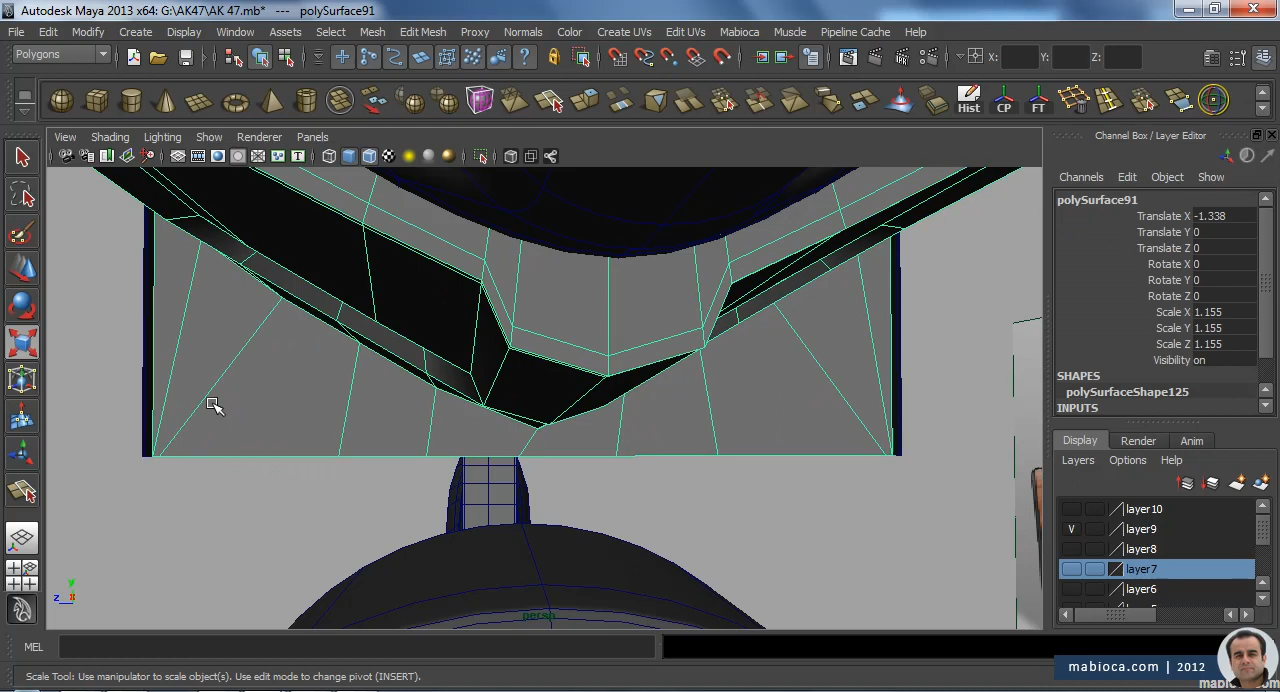 Autodesk Maya 2013 x64: G:\AK47\AK 47.mb* --- polySurface91
File Edit Modify Create Display Window Assets Select Mesh Edit Mesh Proxy Normals Color Create UVs Edit UVs Mabioca Muscle Pipeline Cache Help
Polygons
X: Y: Z:
Hist CP FT
View Shading Lighting Show Renderer Panels
Channel Box / Layer Editor
Channels Edit Object Show
polySurface91
Translate X -1.338
Translate Y 0
Translate Z 0
Rotate X 0
Rotate Y 0
Rotate Z 0
Scale X 1.155
Scale Y 1.155
Scale Z 1.155
Visibility on
SHAPES
polySurfaceShape125
INPUTS
Display Render Anim
Layers Options Help
layer10
V layer9
layer8
layer7
layer6
y
z x
persp
MEL
mabioca.com | 2012
Scale Tool: Use manipulator to scale object(s). Use edit mode to change pivot (INSERT).